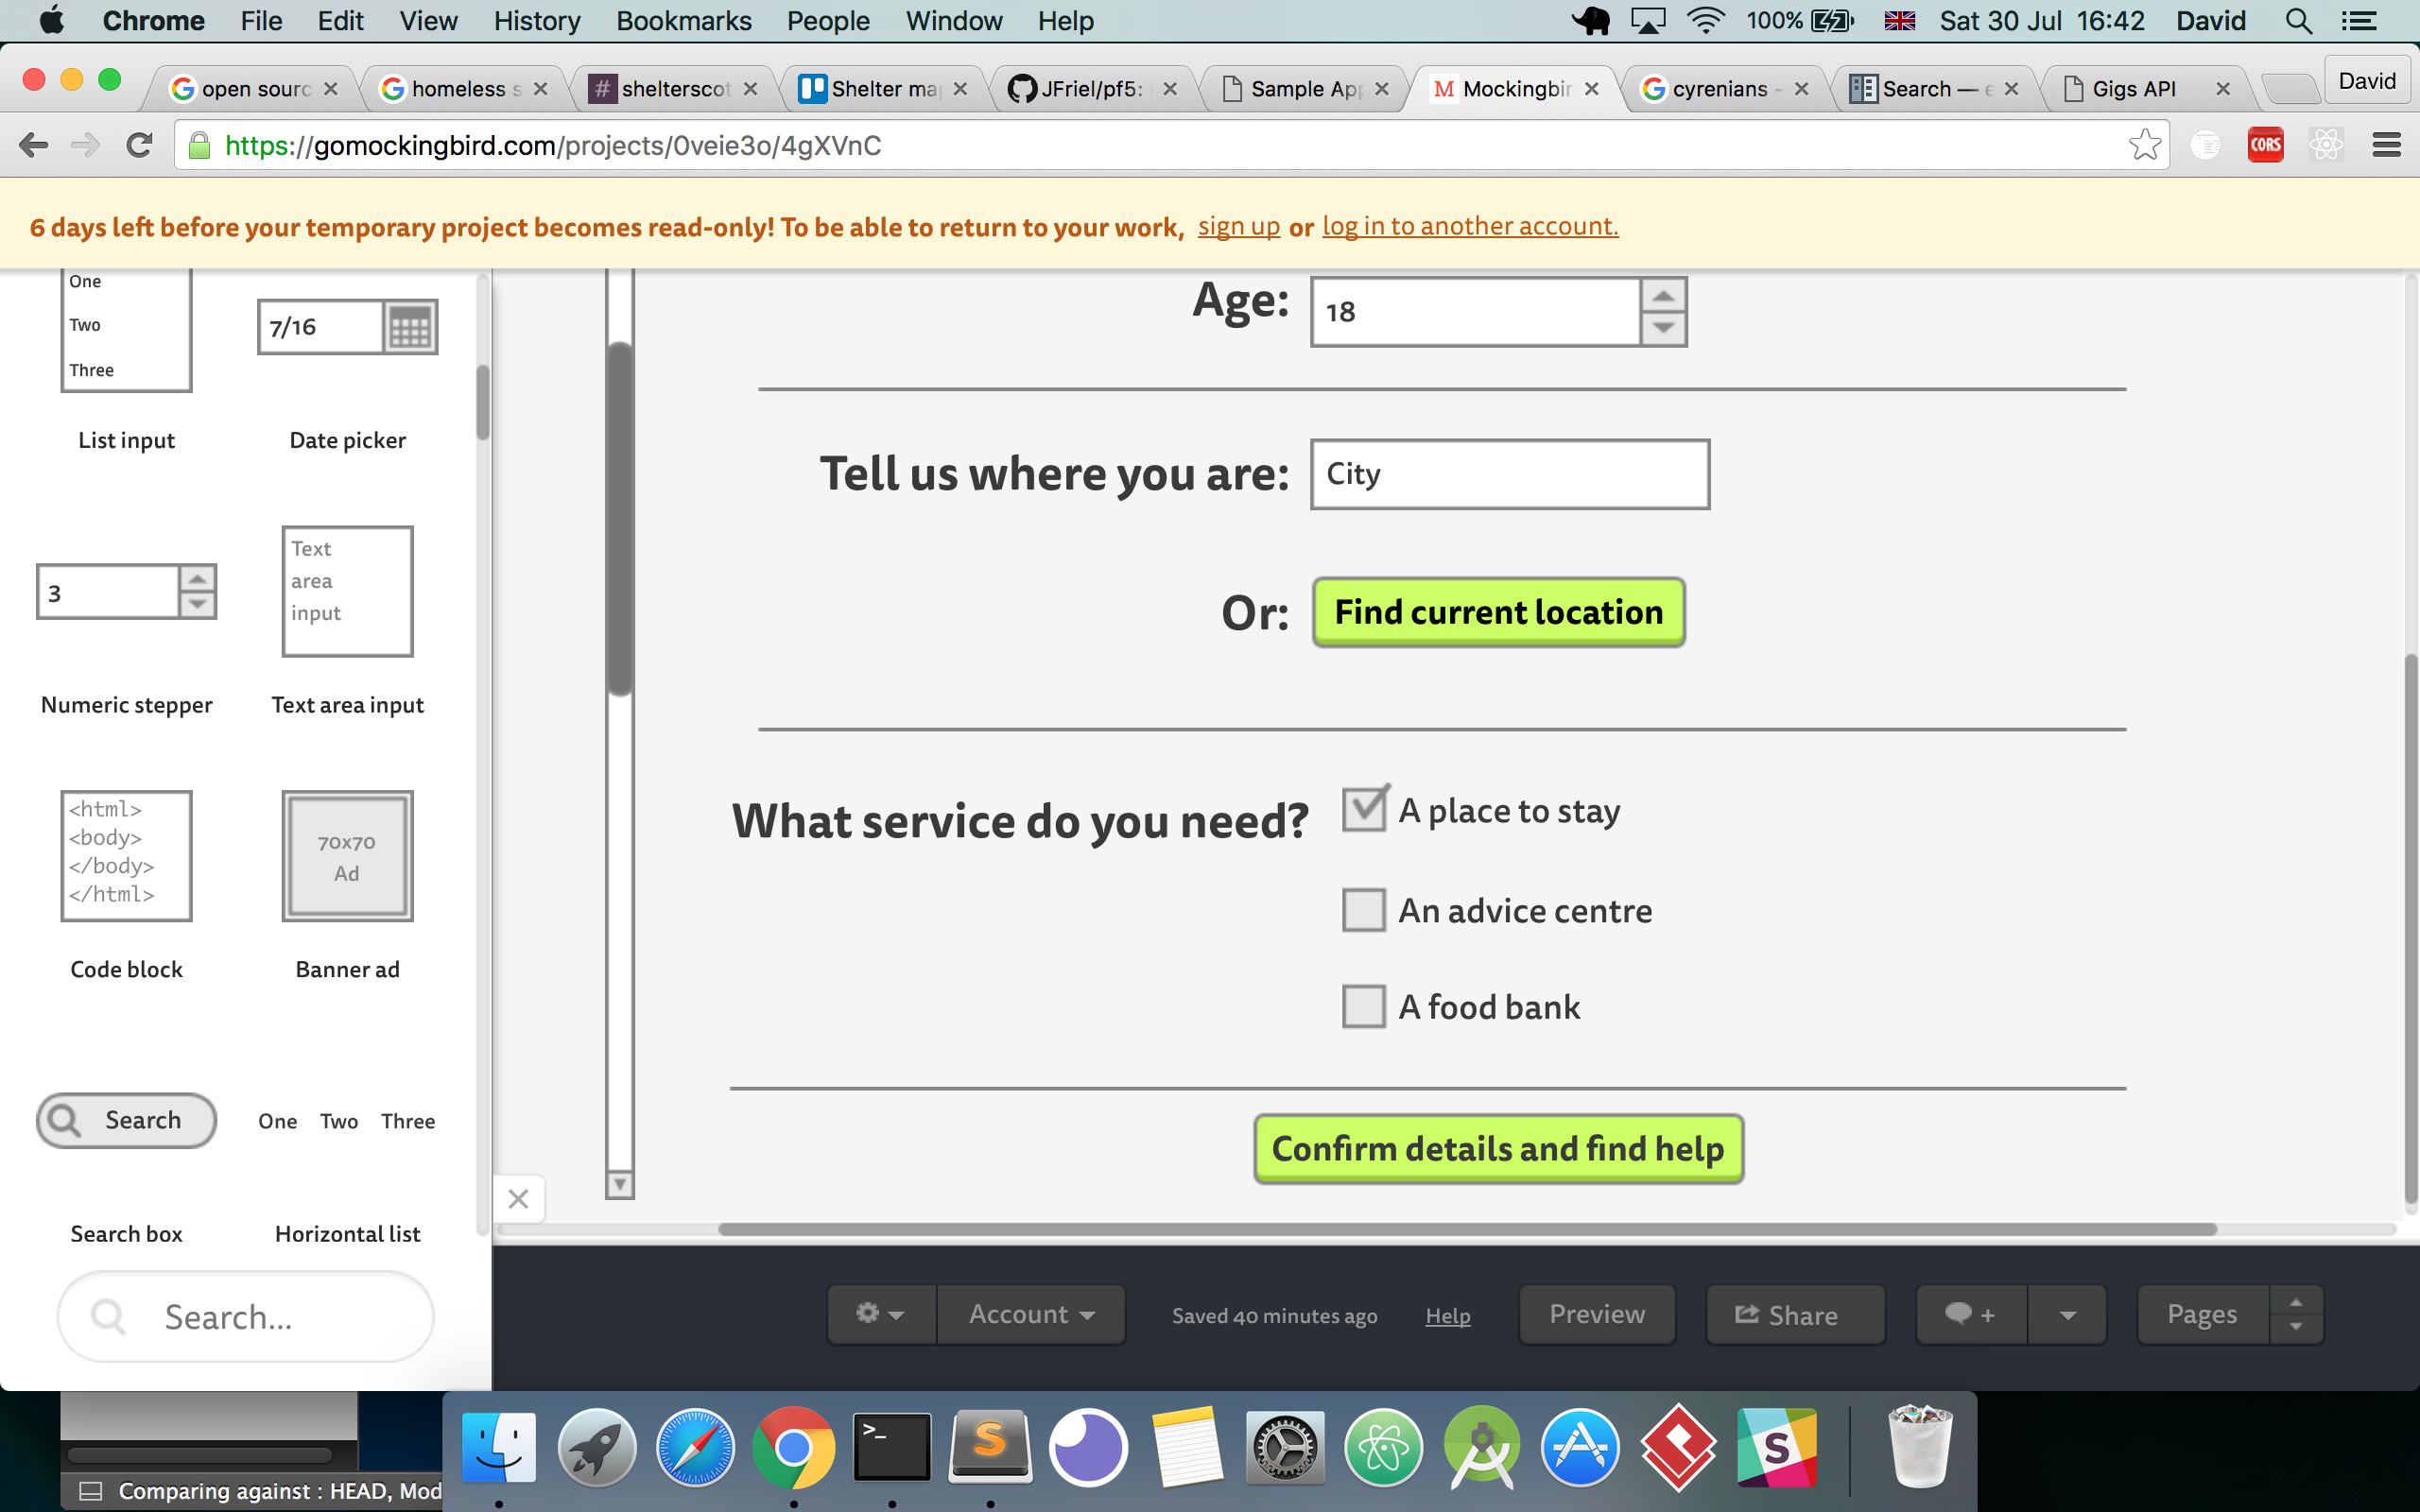 Chrome File Edit View History Bookmarks People Window Help 100% Sat 30 Jul 16:42 David
open sourc homeless s # shelterscot Shelter ma JFriel/pf5: Sample App M Mockingbir cyrenians - Search — e Gigs API David
https://gomockingbird.com/projects/0veie3o/4gXVnC CORS
6 days left before your temporary project becomes read-only! To be able to return to your work, sign up or log in to another account.
One
Two
Three
7/16
List input Date picker
3
Text
area
input
Numeric stepper Text area input
<html>
<body>
</body>
</html>
70x70
Ad
Code block Banner ad
Search One Two Three
Search box Horizontal list
Search...
Age: 18
Tell us where you are: City
Or: Find current location
What service do you need? A place to stay
An advice centre
A food bank
Confirm details and find help
Account Saved 40 minutes ago Help Preview Share + Pages
>_ S S
Comparing against : HEAD, Mod